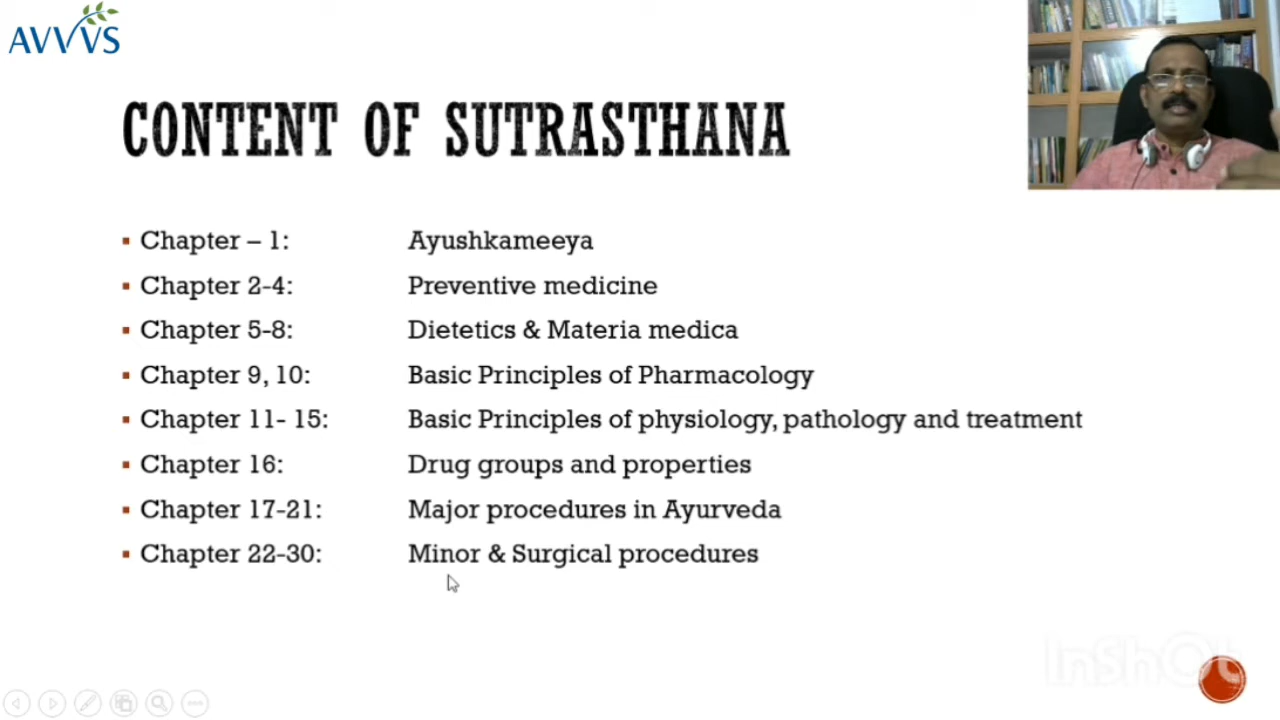 AVVVS
CONTENT OF SUTRASTHANA
▪ Chapter – 1: Ayushkameeya
▪ Chapter 2-4: Preventive medicine
▪ Chapter 5-8: Dietetics & Materia medica
▪ Chapter 9, 10: Basic Principles of Pharmacology
▪ Chapter 11- 15: Basic Principles of physiology, pathology and treatment
▪ Chapter 16: Drug groups and properties
▪ Chapter 17-21: Major procedures in Ayurveda
▪ Chapter 22-30: Minor & Surgical procedures
InShOt